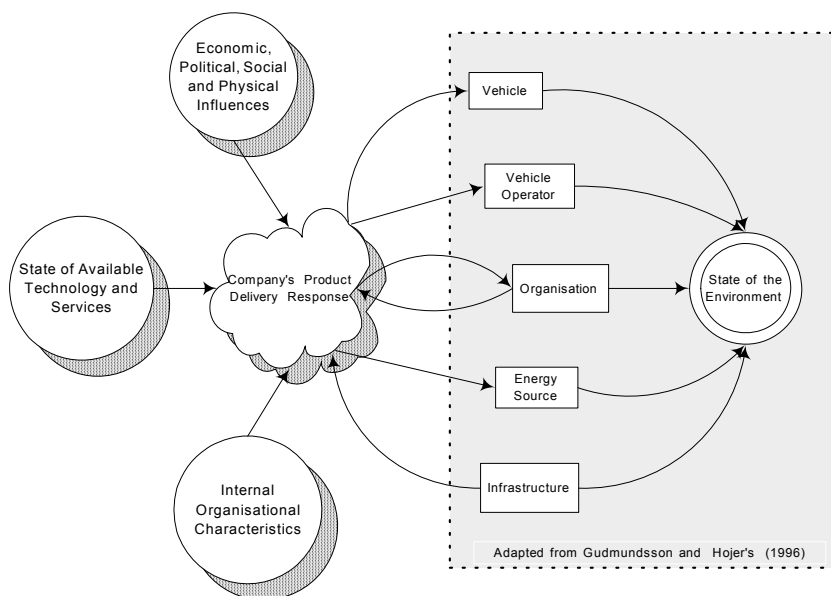 Economic,
Political, Social
and Physical
Influences
Vehicle
Vehicle
Operator
State of Available
Technology and
Services
Company's Product
Delivery Response
Organisation
State of the
Environment
Energy
Source
Internal
Organisational
Characteristics
Infrastructure
Adapted from Gudmundsson and Hojer's (1996)